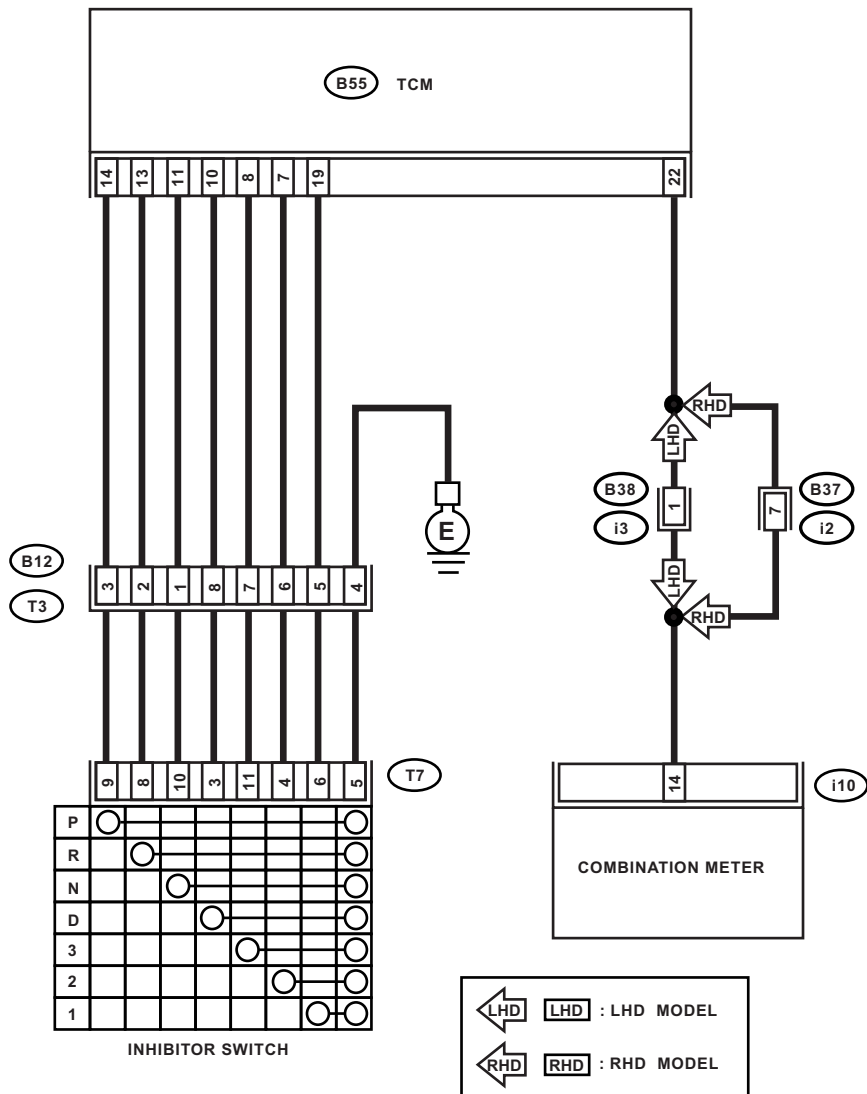 B55 TCM
14 13 11 10 8 7 19 22
RHD
LHD
B38 1 7 B37
i3 i2
E
B12
T3
3 2 1 8 7 6 5 4
LHD
RHD
9 8 10 3 11 4 6 5
T7
14
i10
P
R
N
D
3
2
1
INHIBITOR SWITCH
COMBINATION METER
LHD LHD : LHD MODEL
RHD RHD : RHD MODEL